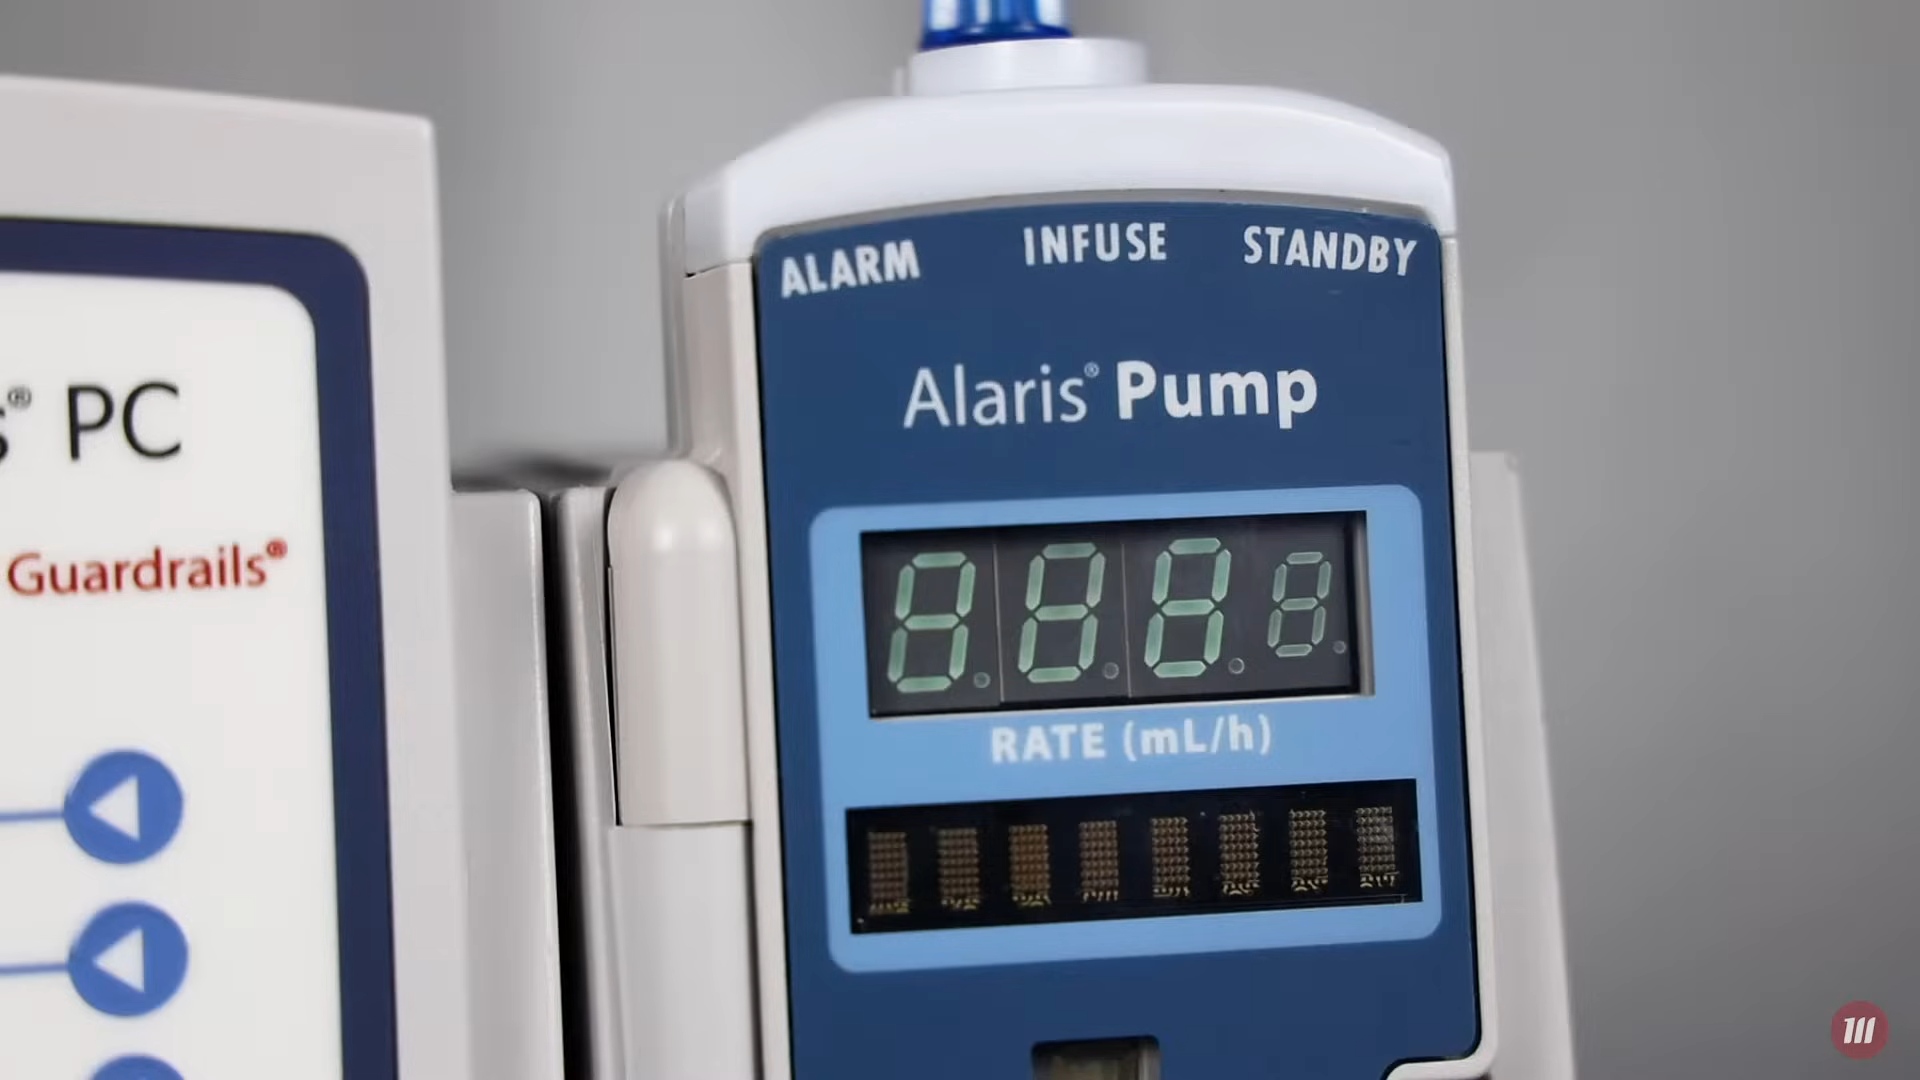 s® PC
Guardrails®
ALARM INFUSE STANDBY
Alaris® Pump
RATE (mL/h)